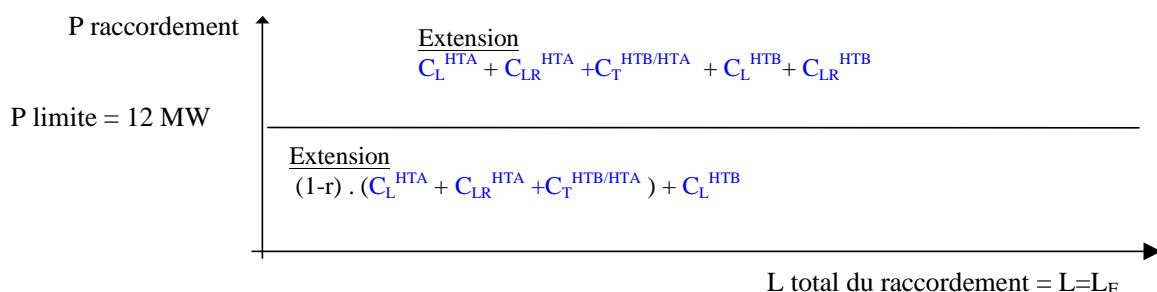 P raccordement
Extension
C_L^HTA + C_LR^HTA +C_T^HTB/HTA + C_L^HTB+ C_LR^HTB
P limite = 12 MW
Extension
(1-r) . (C_L^HTA + C_LR^HTA +C_T^HTB/HTA ) + C_L^HTB
L total du raccordement = L=L_E